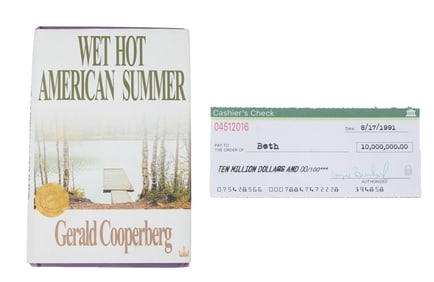 WET HOT
AMERICAN SUMMER
Gerald Cooperberg
Cashier's Check
04512016
Date: 8/17/1991
PAY TO
THE ORDER OF Beth 10,000,000.00
TEN MILLION DOLLARS AND 00/100***
AUTHORIZED